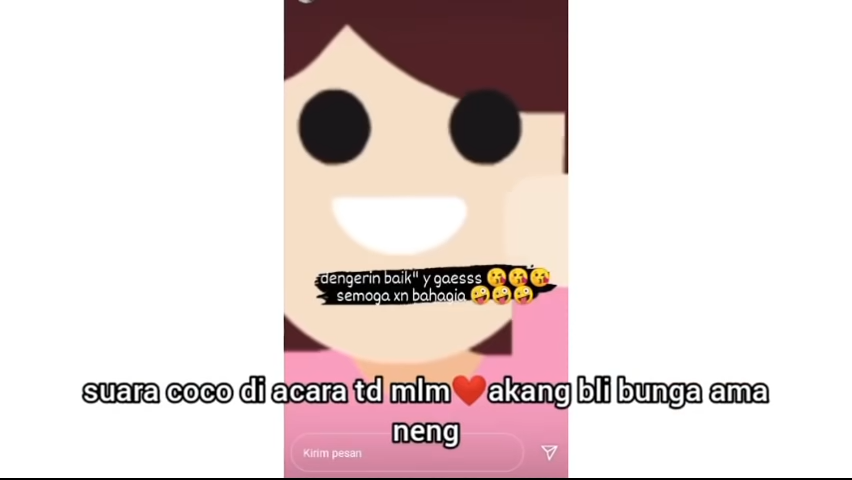 dengerin baik" y gaesss 😘😘😘
semoga xn bahagia 🤪🤪🤪
suara coco di acara td mlm❤️akang bli bunga ama
neng
Kirim pesan